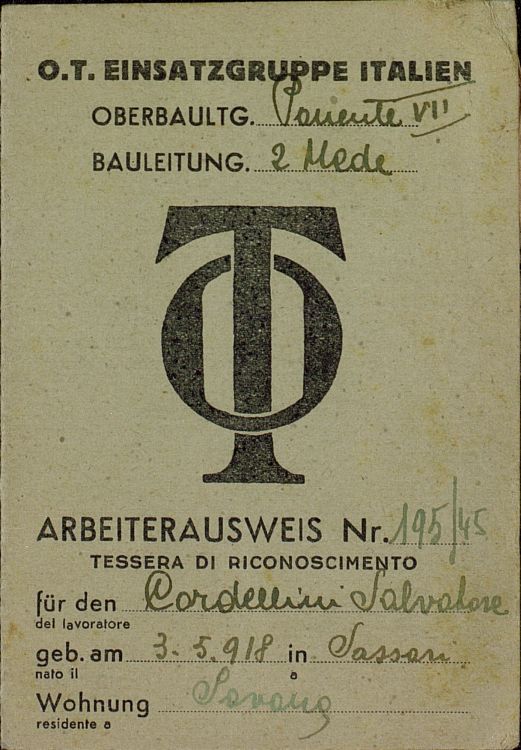 O.T. EINSATZGRUPPE ITALIEN
OBERBAULTG. Ponente VII
BAULEITUNG. 2 Mede
OT
ARBEITERAUSWEIS Nr. 195/45
TESSERA DI RICONOSCIMENTO
für den Cordellini Salvatore
del lavoratore
geb. am 3. 5. 918 in Sassari
nato il a
Wohnung Savona
residente a